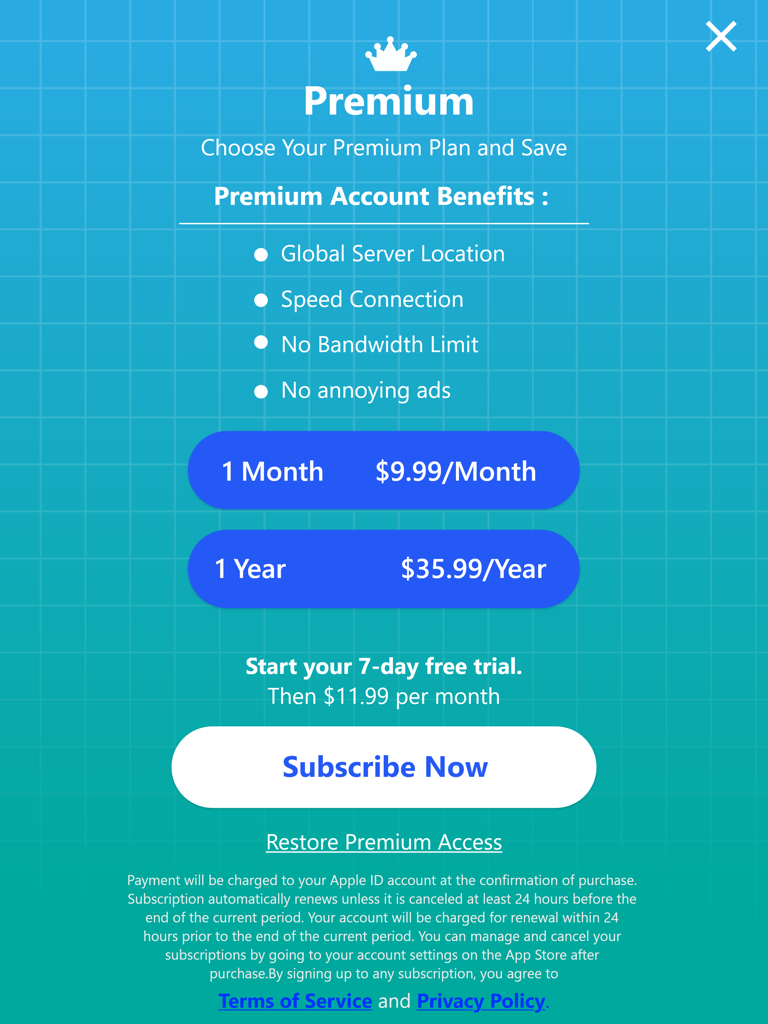 Premium
Choose Your Premium Plan and Save
Premium Account Benefits :
Global Server Location
Speed Connection
No Bandwidth Limit
No annoying ads
1 Month $9.99/Month
1 Year $35.99/Year
Start your 7-day free trial.
Then $11.99 per month
Subscribe Now
Restore Premium Access
Payment will be charged to your Apple ID account at the confirmation of purchase.
Subscription automatically renews unless it is canceled at least 24 hours before the
end of the current period. Your account will be charged for renewal within 24
hours prior to the end of the current period. You can manage and cancel your
subscriptions by going to your account settings on the App Store after
purchase.By signing up to any subscription, you agree to
Terms of Service and Privacy Policy.